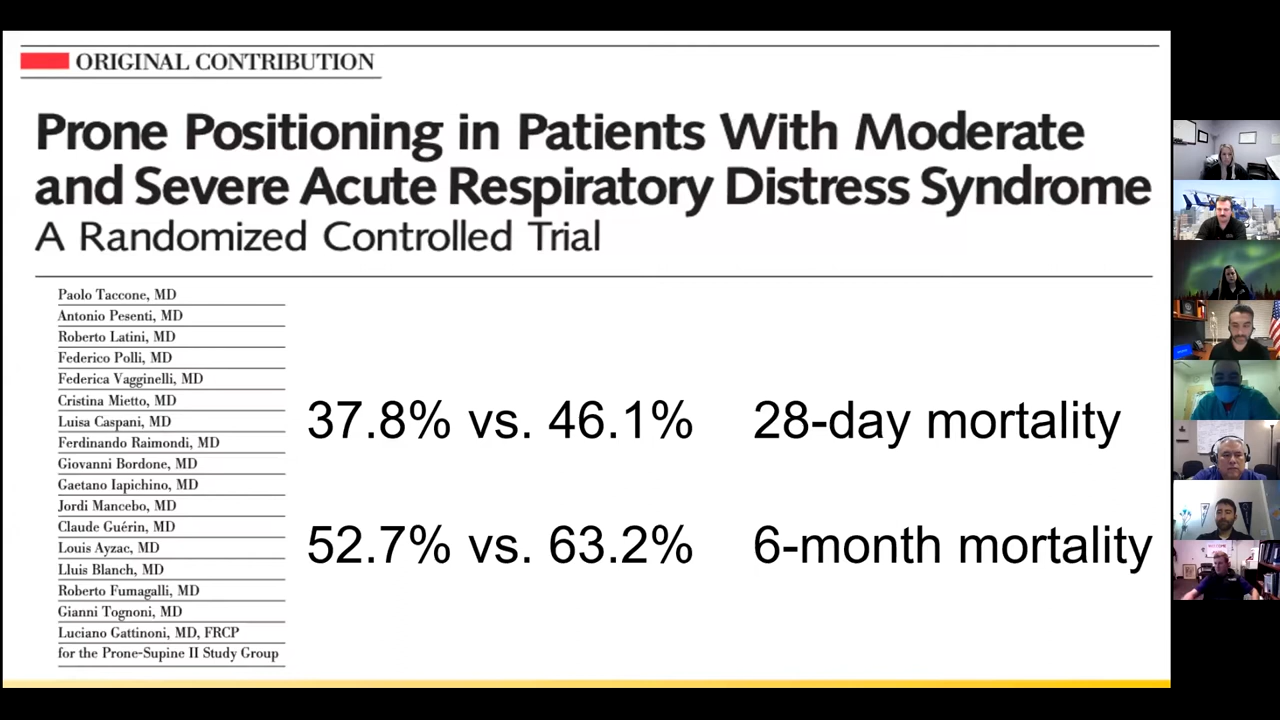 ORIGINAL CONTRIBUTION
Prone Positioning in Patients With Moderate
and Severe Acute Respiratory Distress Syndrome
A Randomized Controlled Trial
Paolo Taccone, MD
Antonio Pesenti, MD
Roberto Latini, MD
Federico Polli, MD
Federica Vagginelli, MD
Cristina Mietto, MD
Luisa Caspani, MD
Ferdinando Raimondi, MD
Giovanni Bordone, MD
Gaetano Iapichino, MD
Jordi Mancebo, MD
Claude Guérin, MD
Louis Ayzac, MD
Lluis Blanch, MD
Roberto Fumagalli, MD
Gianni Tognoni, MD
Luciano Gattinoni, MD, FRCP
for the Prone-Supine II Study Group
37.8% vs. 46.1% 28-day mortality
52.7% vs. 63.2% 6-month mortality